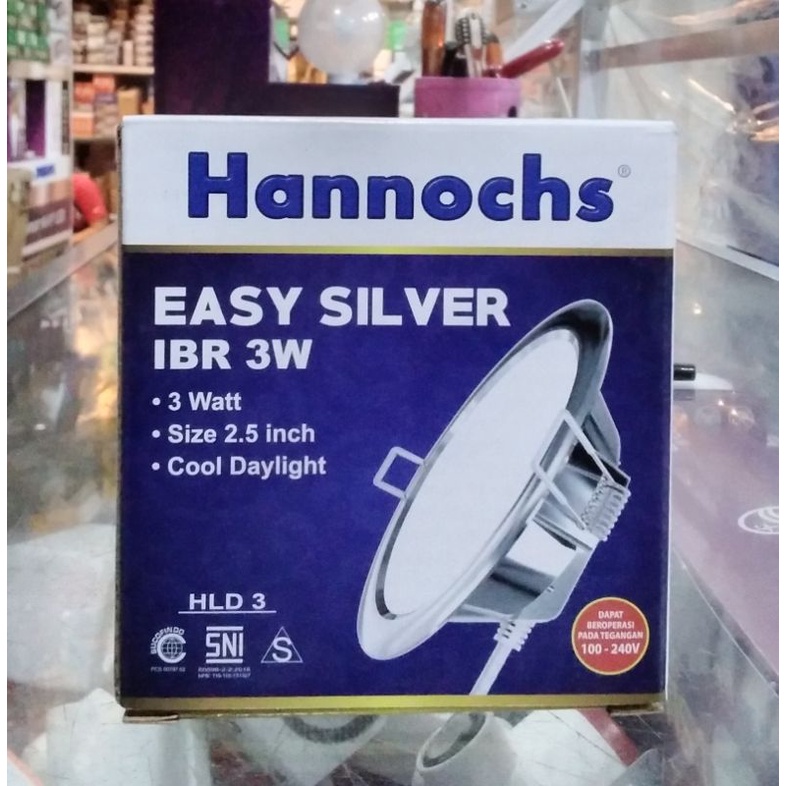 Hannochs®
EASY SILVER
IBR 3W
• 3 Watt
• Size 2.5 inch
• Cool Daylight
HLD 3
SUCOFINDO
SNI
S
DAPAT
BEROPERASI
PADA TEGANGAN
100 - 240V